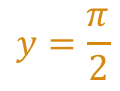 y = π/2